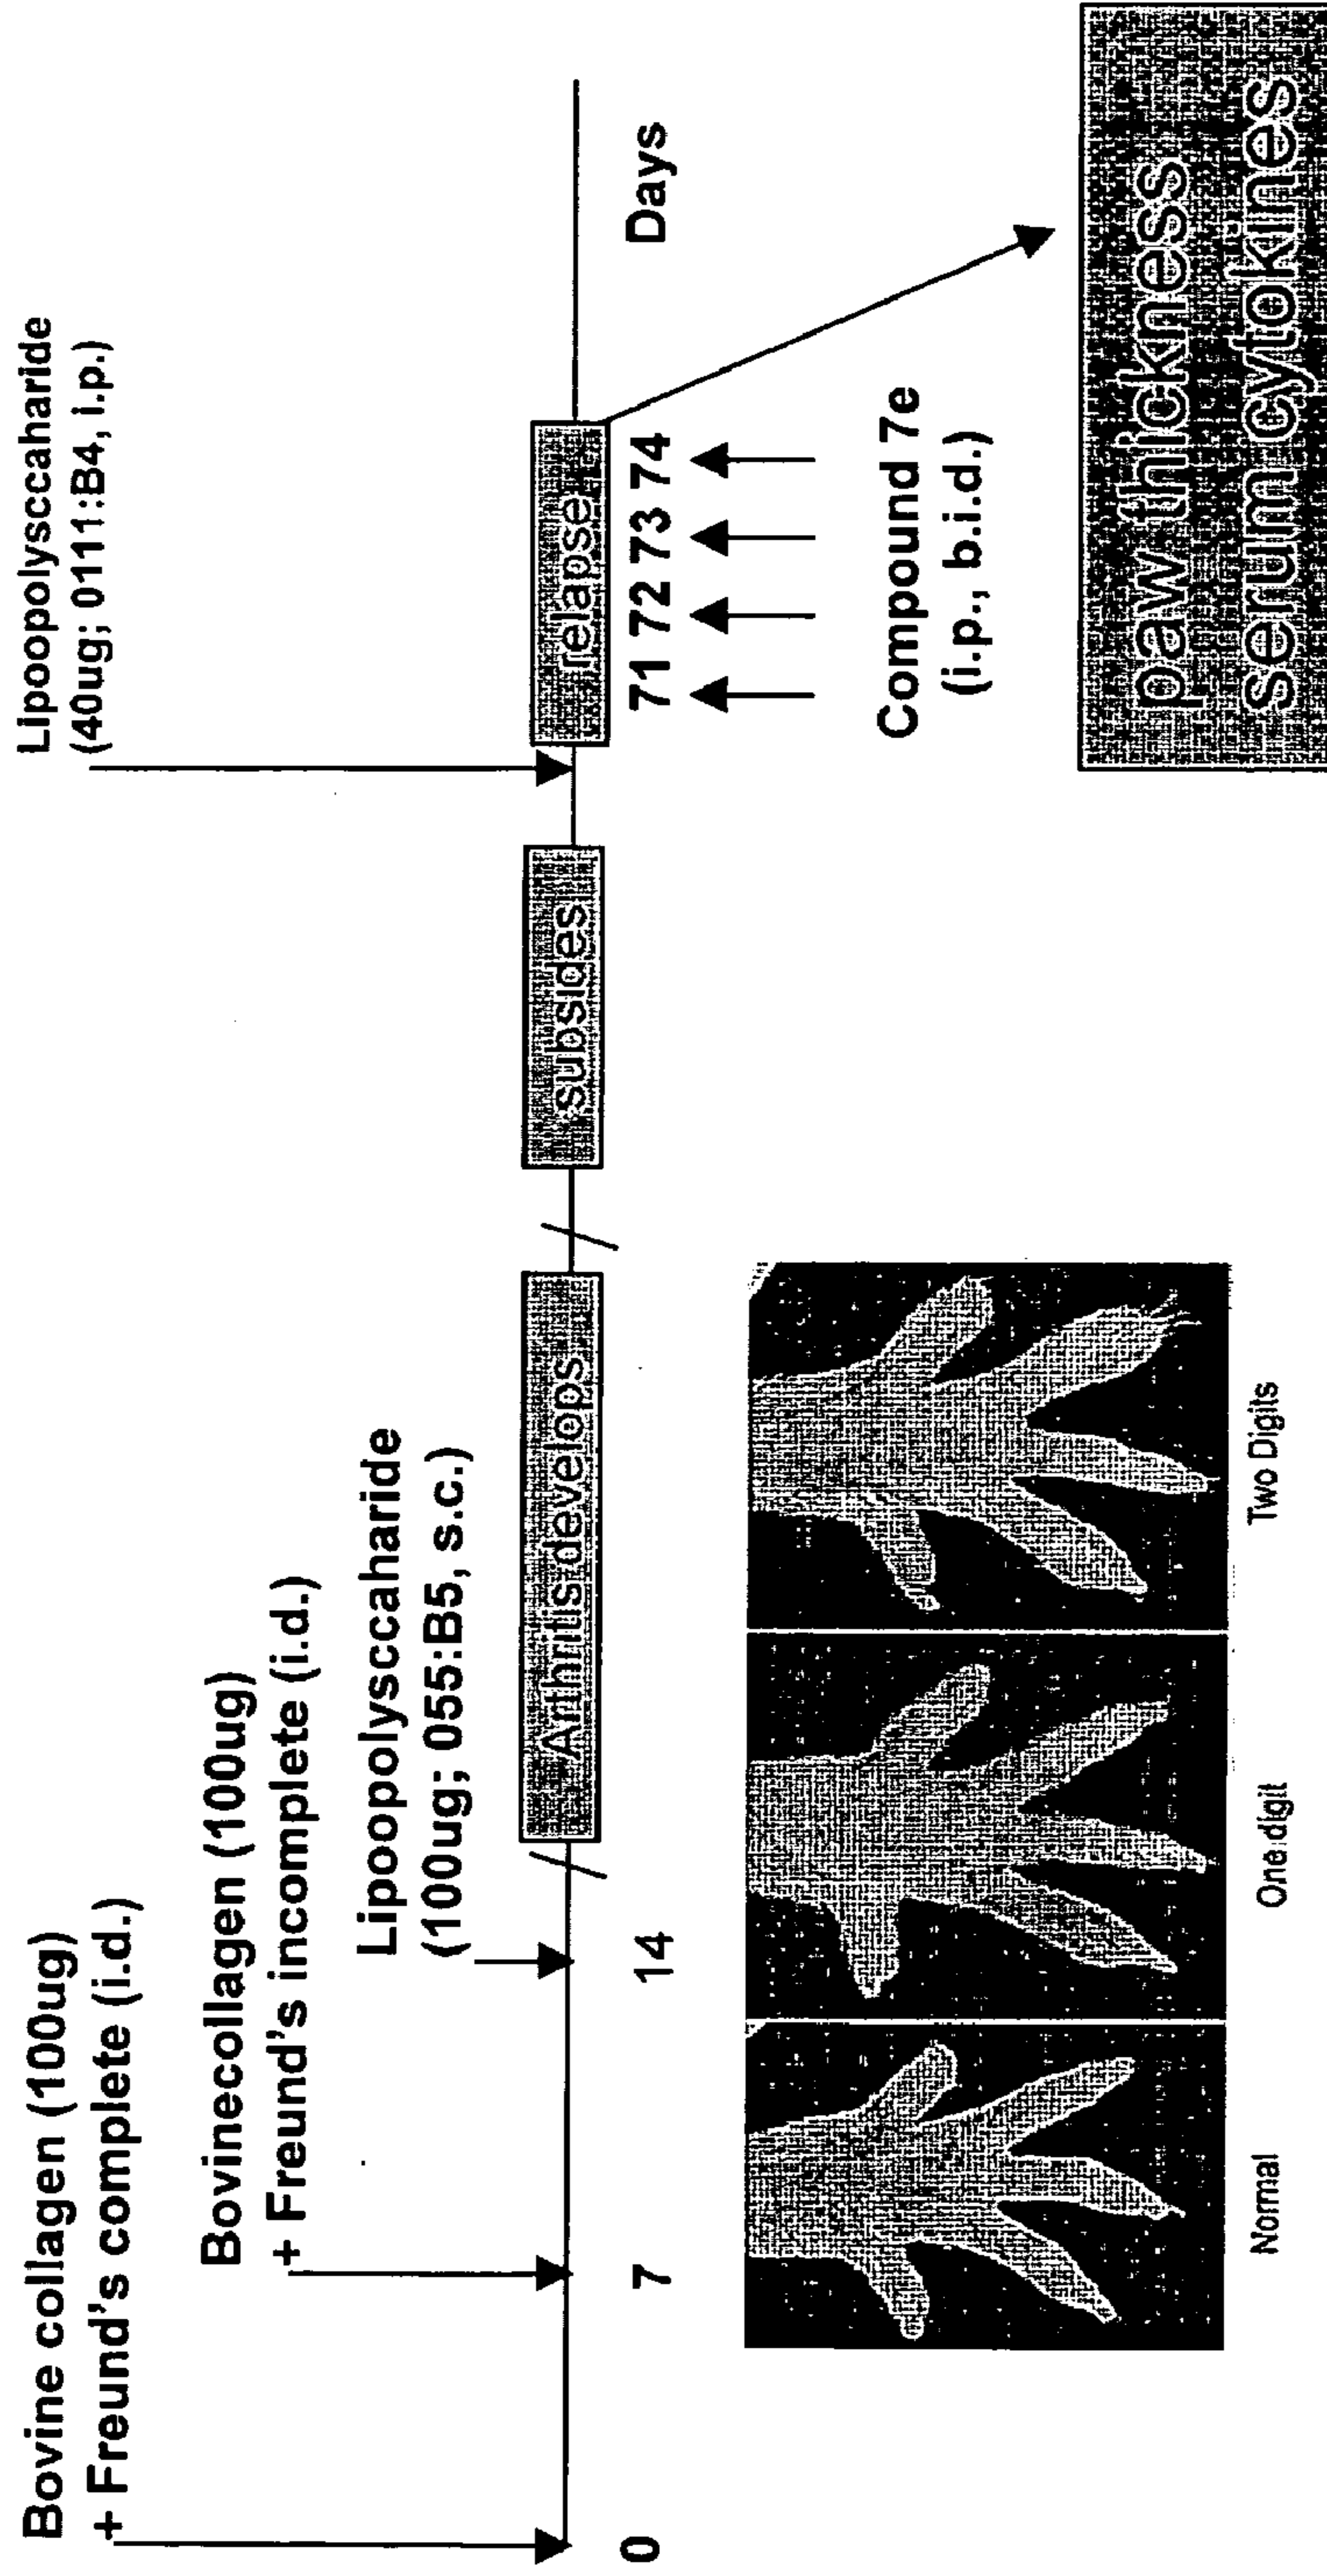 Bovine collagen (100ug)
+ Freund's complete (i.d.)
Bovinecollagen (100ug)
+ Freund's incomplete (i.d.)
Lipoopolysccaharide
(100ug; 055:B5, s.c.)
Lipoopolysccaharide
(40ug; 0111:B4, i.p.)
Arthritis develops
subsides
relapse
0
7
14
71 72 73 74
Days
Compound 7e
(i.p., b.i.d.)
paw thickness
serum cytokines
Normal
One digit
Two Digits